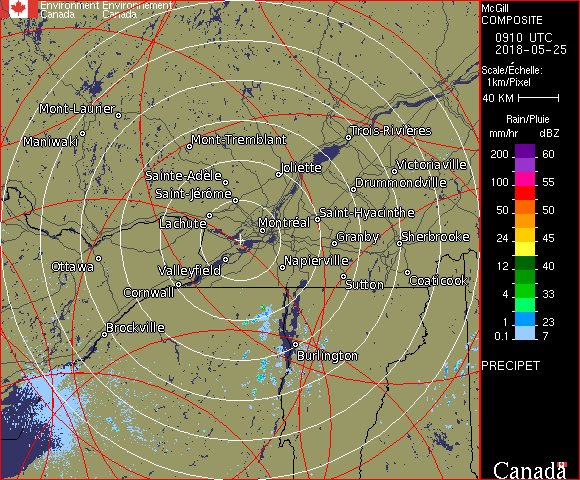 Environment Environnement
Canada Canada
Mont-Laurier
Maniwaki
Mont-Tremblant
Trois-Rivières
Joliette
Victoriaville
Sainte-Adèle
Drummondville
Saint-Jérôme
Lachute
Montréal
Saint-Hyacinthe
Granby
Sherbrooke
Ottawa
Valleyfield
Napierville
Cornwall
Sutton
Coaticook
Brockville
Burlington
McGill
COMPOSITE
0910 UTC
2018-05-25
Scale/Échelle:
1km/Pixel
40 KM
Rain/Pluie
mm/hr dBZ
200 60
100 55
50 50
24 45
12 40
4 33
1 23
0.1 7
PRECIPET
Canada